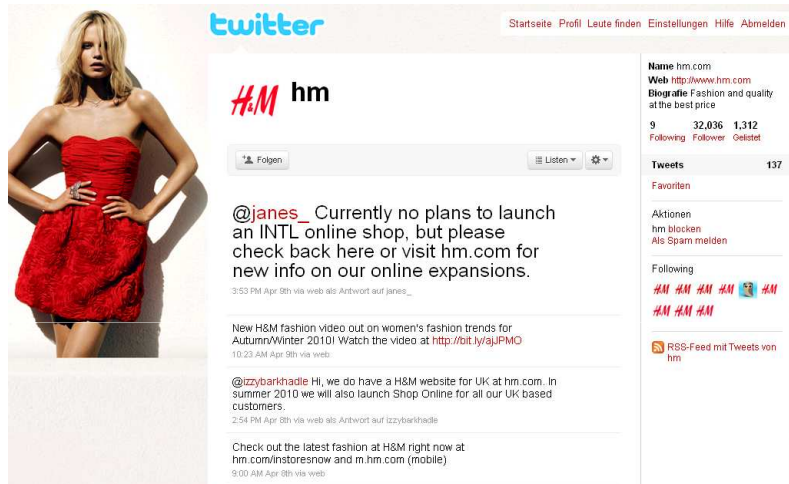 twitter
Startseite Profil Leute finden Einstellungen Hilfe Abmelden
H&M hm
Folgen
Listen
@janes_ Currently no plans to launch
an INTL online shop, but please
check back here or visit hm.com for
new info on our online expansions.
3:53 PM Apr 9th via web als Antwort auf janes_
New H&M fashion video out on women's fashion trends for
Autumn/Winter 2010! Watch the video at http://bit.ly/ajJPMO
10:23 AM Apr 9th via web
@izzybarkhadle Hi, we do have a H&M website for UK at hm.com. In
summer 2010 we will also launch Shop Online for all our UK based
customers.
2:54 PM Apr 8th via web als Antwort auf izzybarkhadle
Check out the latest fashion at H&M right now at
hm.com/instoresnow and m.hm.com (mobile)
9:00 AM Apr 8th via web
Name hm.com
Web http://www.hm.com
Biografie Fashion and quality
at the best price
9 32,036 1,312
Following Follower Gelistet
Tweets 137
Favoriten
Aktionen
hm blocken
Als Spam melden
Following
H&M H&M H&M H&M H&M
H&M H&M H&M
RSS-Feed mit Tweets von
hm